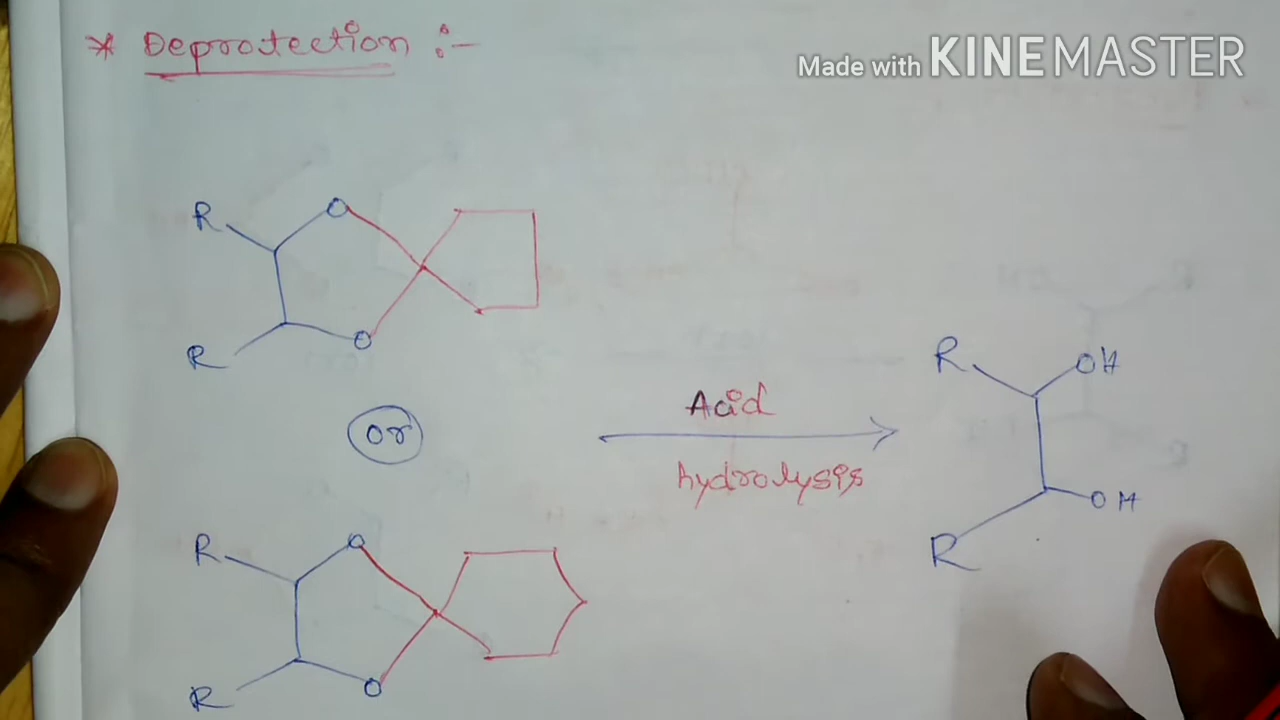 * Deprotection :-
Made with KINEMASTER
R
O
R
O
or
Acid
hydrolysis
R
OH
R
OH
R
O
R
O